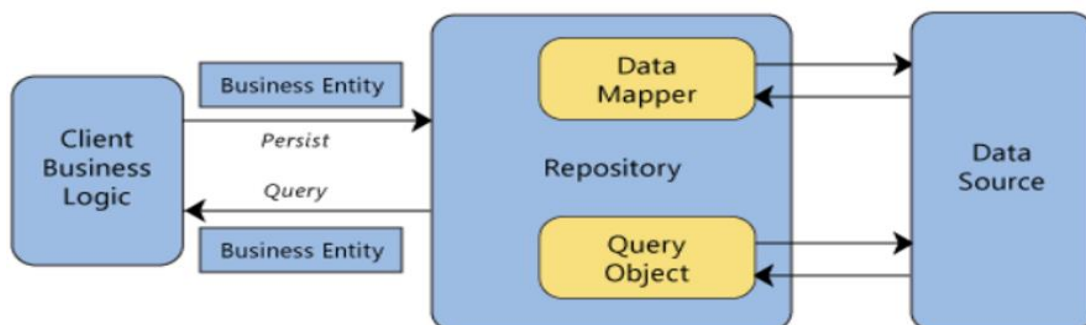 Client
Business
Logic
Business Entity
Persist
Query
Business Entity
Data
Mapper
Repository
Query
Object
Data
Source